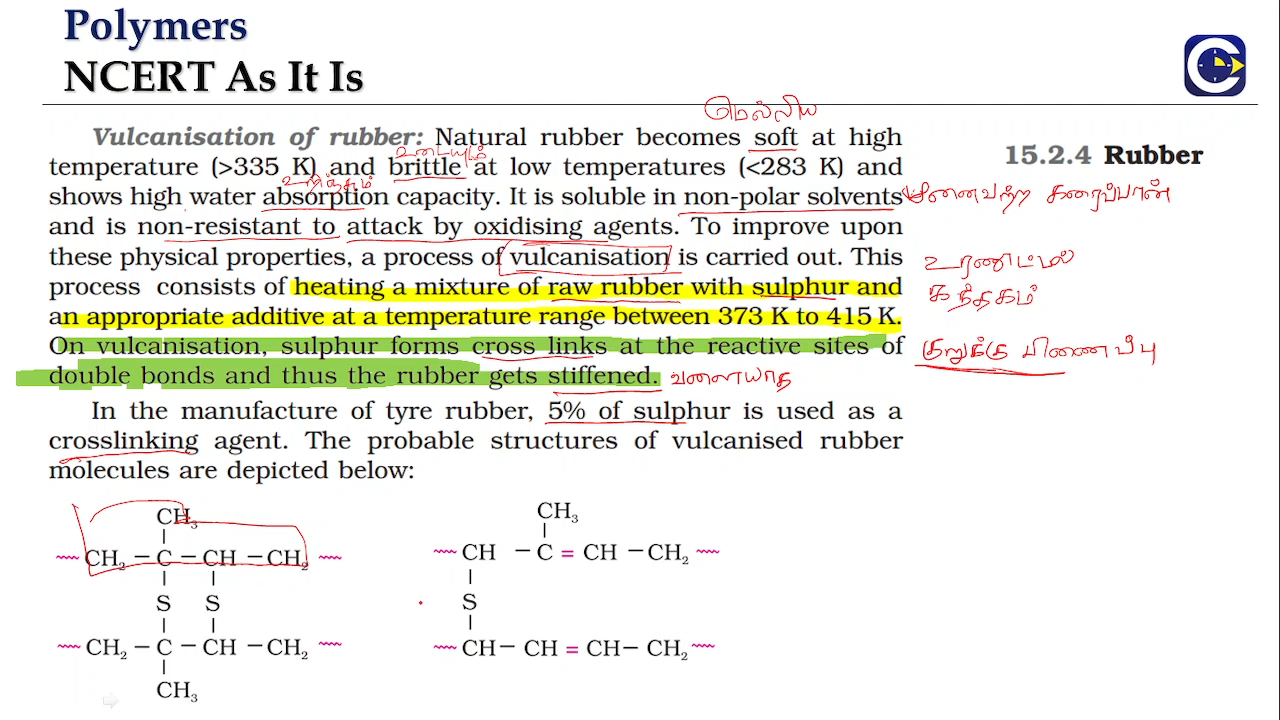 Polymers
NCERT As It Is
மெல்லிய
Vulcanisation of rubber: Natural rubber becomes soft at high
உடையும்
temperature (>335 K) and brittle at low temperatures (<283 K) and
15.2.4 Rubber
உறிஞ்சும்
shows high water absorption capacity. It is soluble in non-polar solvents
முனைவற்ற கரைப்பான்
and is non-resistant to attack by oxidising agents. To improve upon
these physical properties, a process of vulcanisation is carried out. This
process consists of heating a mixture of raw rubber with sulphur and
கந்தகம்
an appropriate additive at a temperature range between 373 K to 415 K.
On vulcanisation, sulphur forms cross links at the reactive sites of
குறுக்கு பிணைப்பு
double bonds and thus the rubber gets stiffened.
வளையாத
In the manufacture of tyre rubber, 5% of sulphur is used as a
crosslinking agent. The probable structures of vulcanised rubber
molecules are depicted below:
CH₃
CH₂ – C – CH – CH₂
S S
CH₂ – C – CH – CH₂
CH₃
CH₃
CH – C = CH – CH₂
S
CH – CH = CH – CH₂